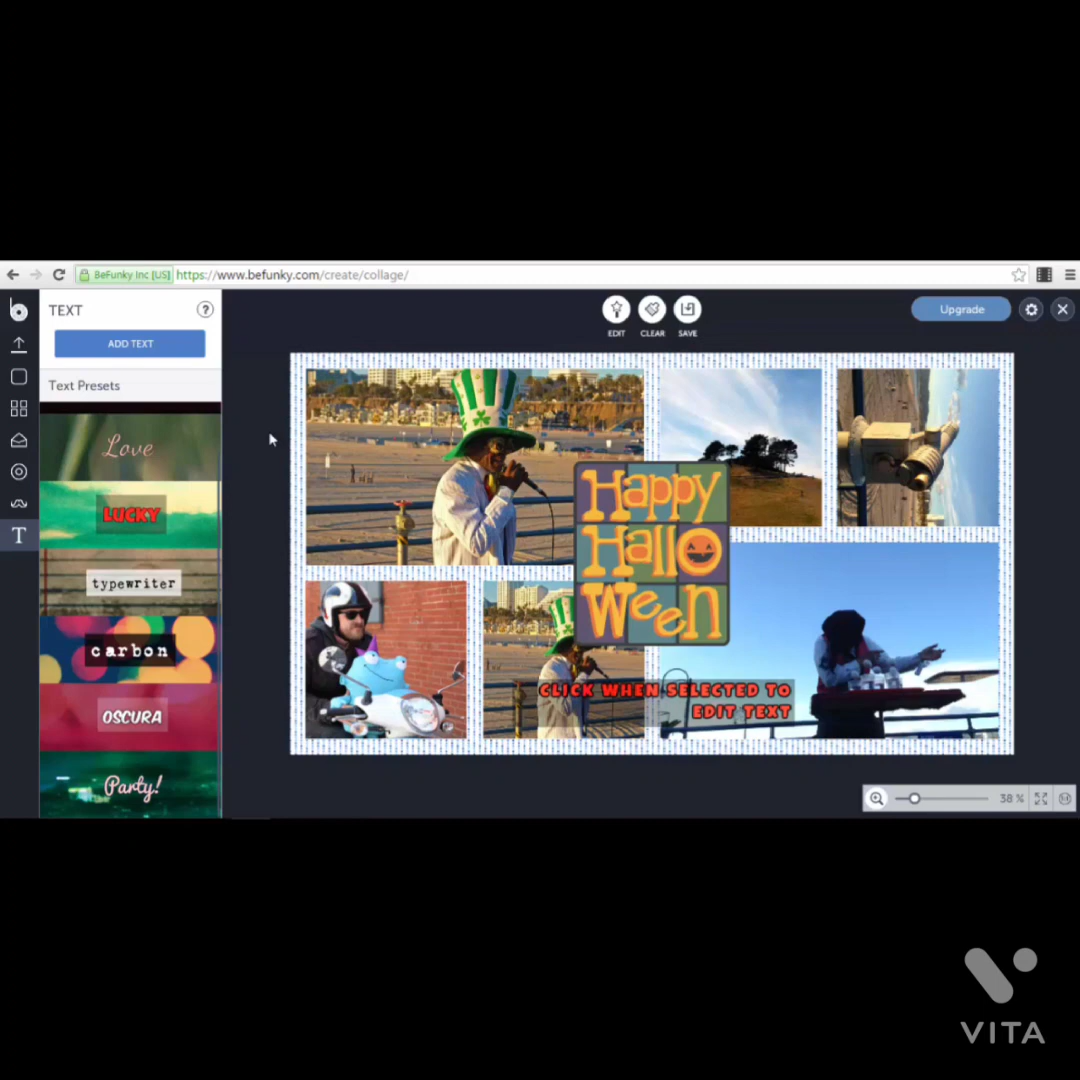 BeFunky Inc [US] https://www.befunky.com/create/collage/
TEXT ?
ADD TEXT
Text Presets
Love
LUCKY
typewriter
carbon
OSCURA
Party!
EDIT CLEAR SAVE
Upgrade
Happy
Hallo
Ween
CLICK WHEN SELECTED TO
EDIT TEXT
38 %
VITA